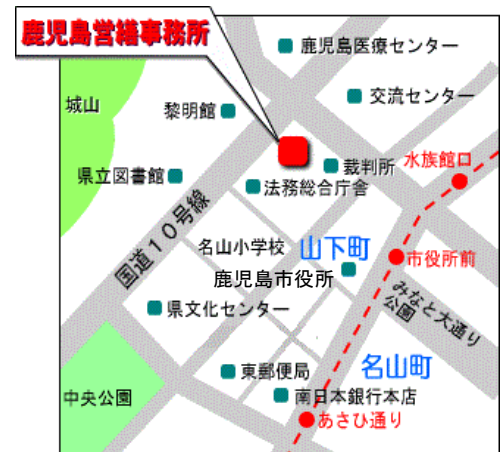 鹿児島営繕事務所
鹿児島医療センター
城山
黎明館
交流センター
県立図書館
裁判所
水族館口
法務総合庁舎
国道10号線
名山小学校
山下町
鹿児島市役所
市役所前
県文化センター
みなと大通り
公園
東郵便局
名山町
中央公園
南日本銀行本店
あさひ通り